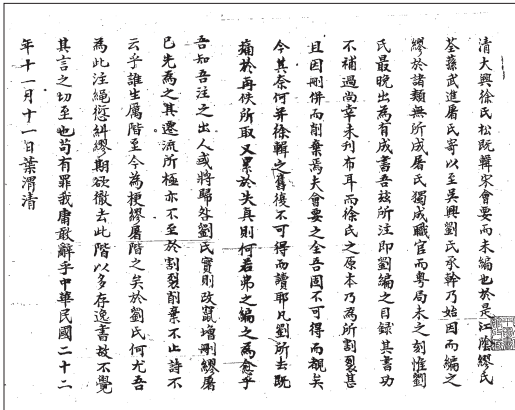 清大興徐氏松既輯宋會要而未編也於是江陰繆氏
荃蓀武進屠氏寄以至吳興劉氏承幹乃始因而編之
繆於諸類無所成屠氏獨成職官而粵局未之刻惟劉
氏最晚出為有成書吾茲所注即劉編之目錄其書功
不補過尚幸未刊布耳而徐氏之原本乃為所割裂甚
且因刪併而削棄焉夫會要之全吾固不可得而覩矣
今其奈何并徐輯之舊復不可得而讀耶凡劉所去既
痛於再佚所取又累於失真則何若弗之編之為愈乎
吾知吾注之出人或將歸咎劉氏實則改竄增刪繆屠
已先為之其遷流所極亦不至於割裂削棄不止詩不
云乎誰生厲階至今為梗繆屠階之矣於劉氏何尤吾
為此注繩愆糾繆期欲徹去此階以多存逸書故不覺
其言之切至也苟有罪我庸敢辭乎中華民國二十二
年十一月十一日葉渭清